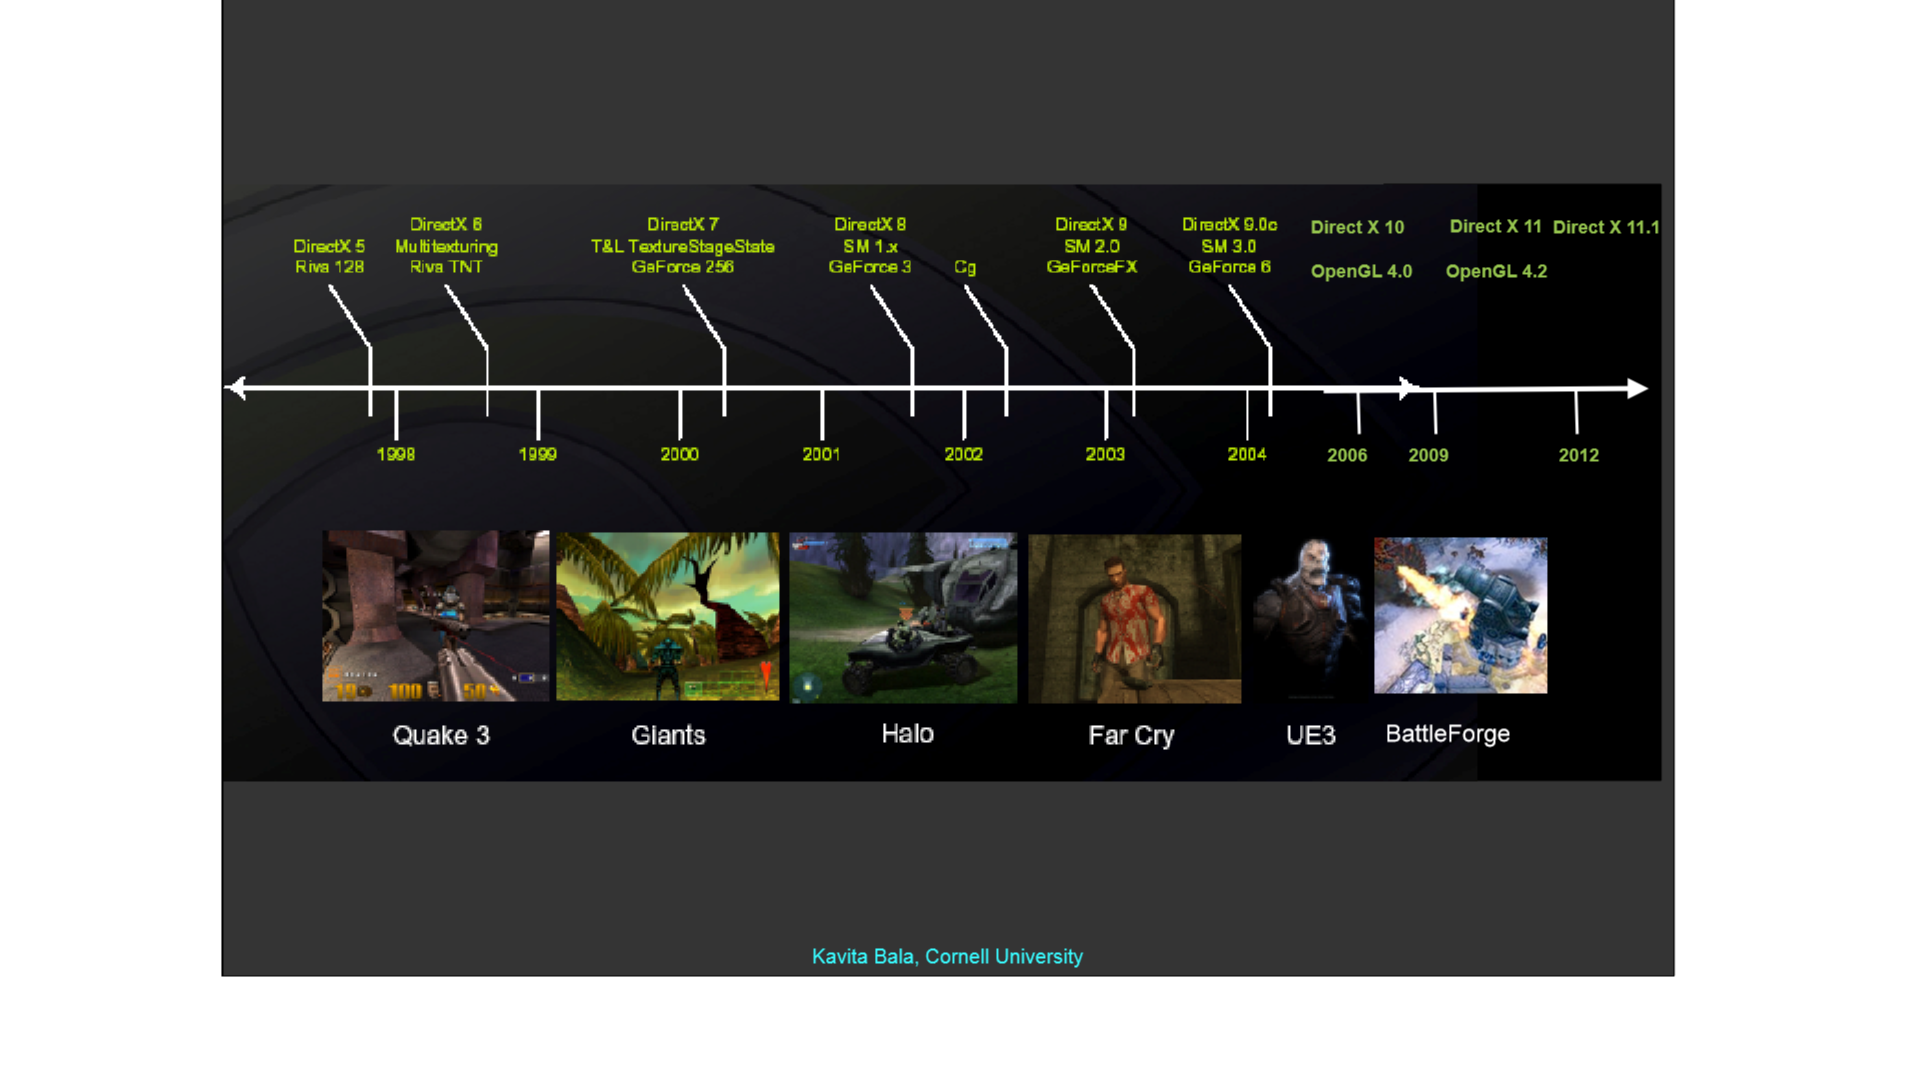 DirectX 5
Riva 128
DirectX 6
Multitexturing
Riva TNT
DirectX 7
T&L TextureStageState
GeForce 256
DirectX 8
SM 1.x
GeForce 3
Cg
DirectX 9
SM 2.0
GeForceFX
DirectX 9.0c
SM 3.0
GeForce 6
Direct X 10
OpenGL 4.0
Direct X 11
OpenGL 4.2
Direct X 11.1
1998
1999
2000
2001
2002
2003
2004
2006
2009
2012
100
50
Quake 3
Giants
Halo
Far Cry
UE3
BattleForge
Kavita Bala, Cornell University